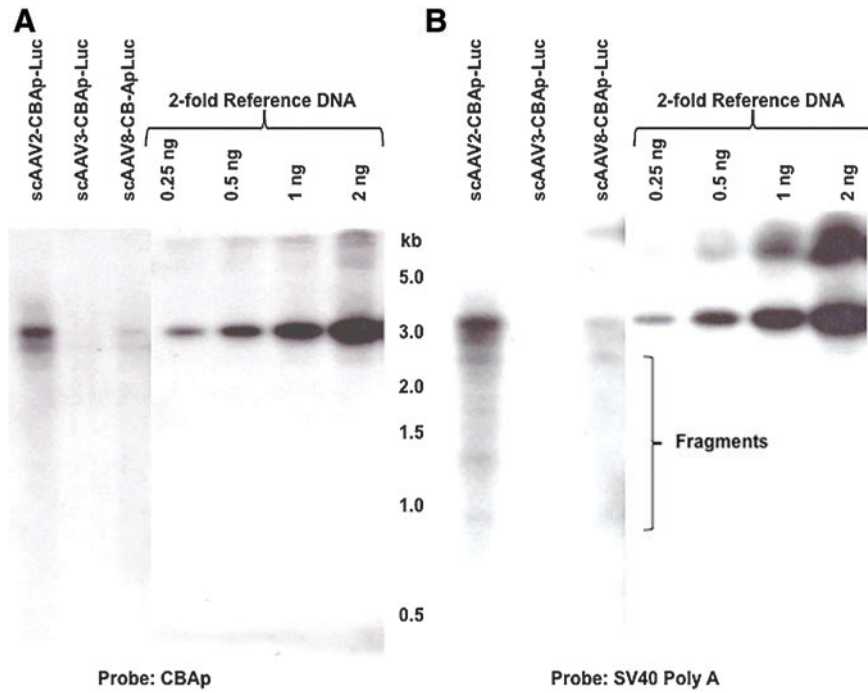 A
scAAV2-CBAp-Luc
scAAV3-CBAp-Luc
scAAV8-CB-ApLuc
2-fold Reference DNA
0.25 ng
0.5 ng
1 ng
2 ng
Probe: CBAp
kb
5.0
3.0
2.0
1.5
1.0
0.5
B
scAAV2-CBAp-Luc
scAAV3-CBAp-Luc
scAAV8-CBAp-Luc
2-fold Reference DNA
0.25 ng
0.5 ng
1 ng
2 ng
Fragments
Probe: SV40 Poly A